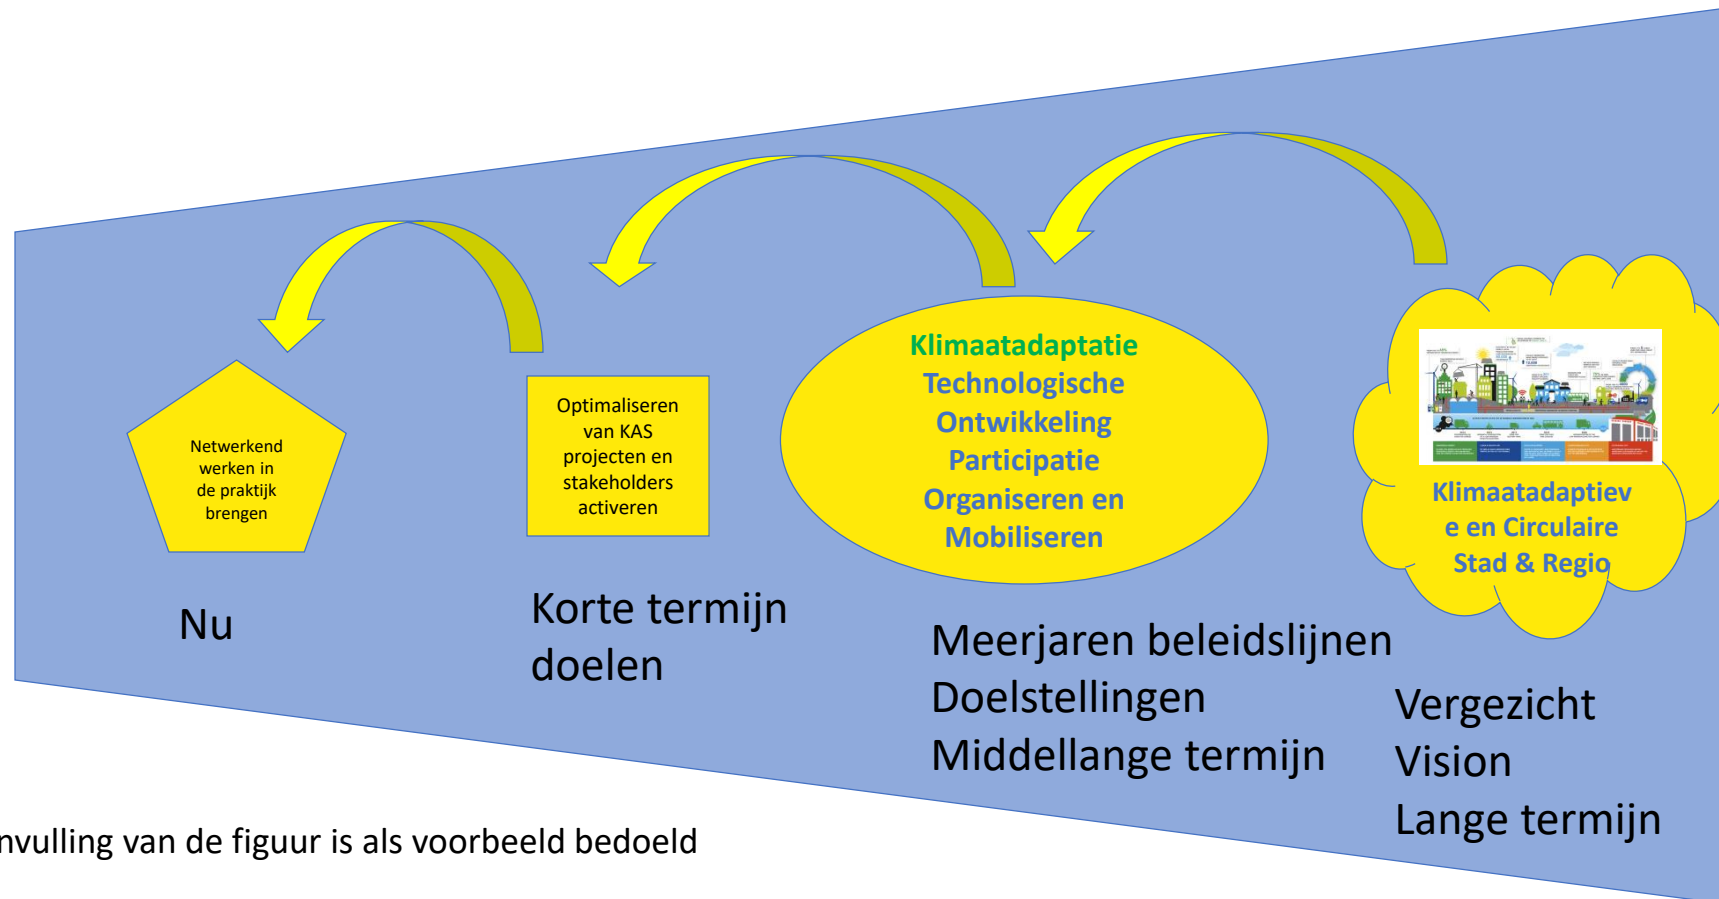 Netwerkend
werken in
de praktijk
brengen
Nu
Optimaliseren
van KAS
projecten en
stakeholders
activeren
Korte termijn
doelen
Klimaatadaptatie
Technologische
Ontwikkeling
Participatie
Organiseren en
Mobiliseren
Meerjaren beleidslijnen
Doelstellingen
Middellange termijn
Klimaatadaptiev
e en Circulaire
Stad & Regio
Vergezicht
Vision
Lange termijn
nvulling van de figuur is als voorbeeld bedoeld